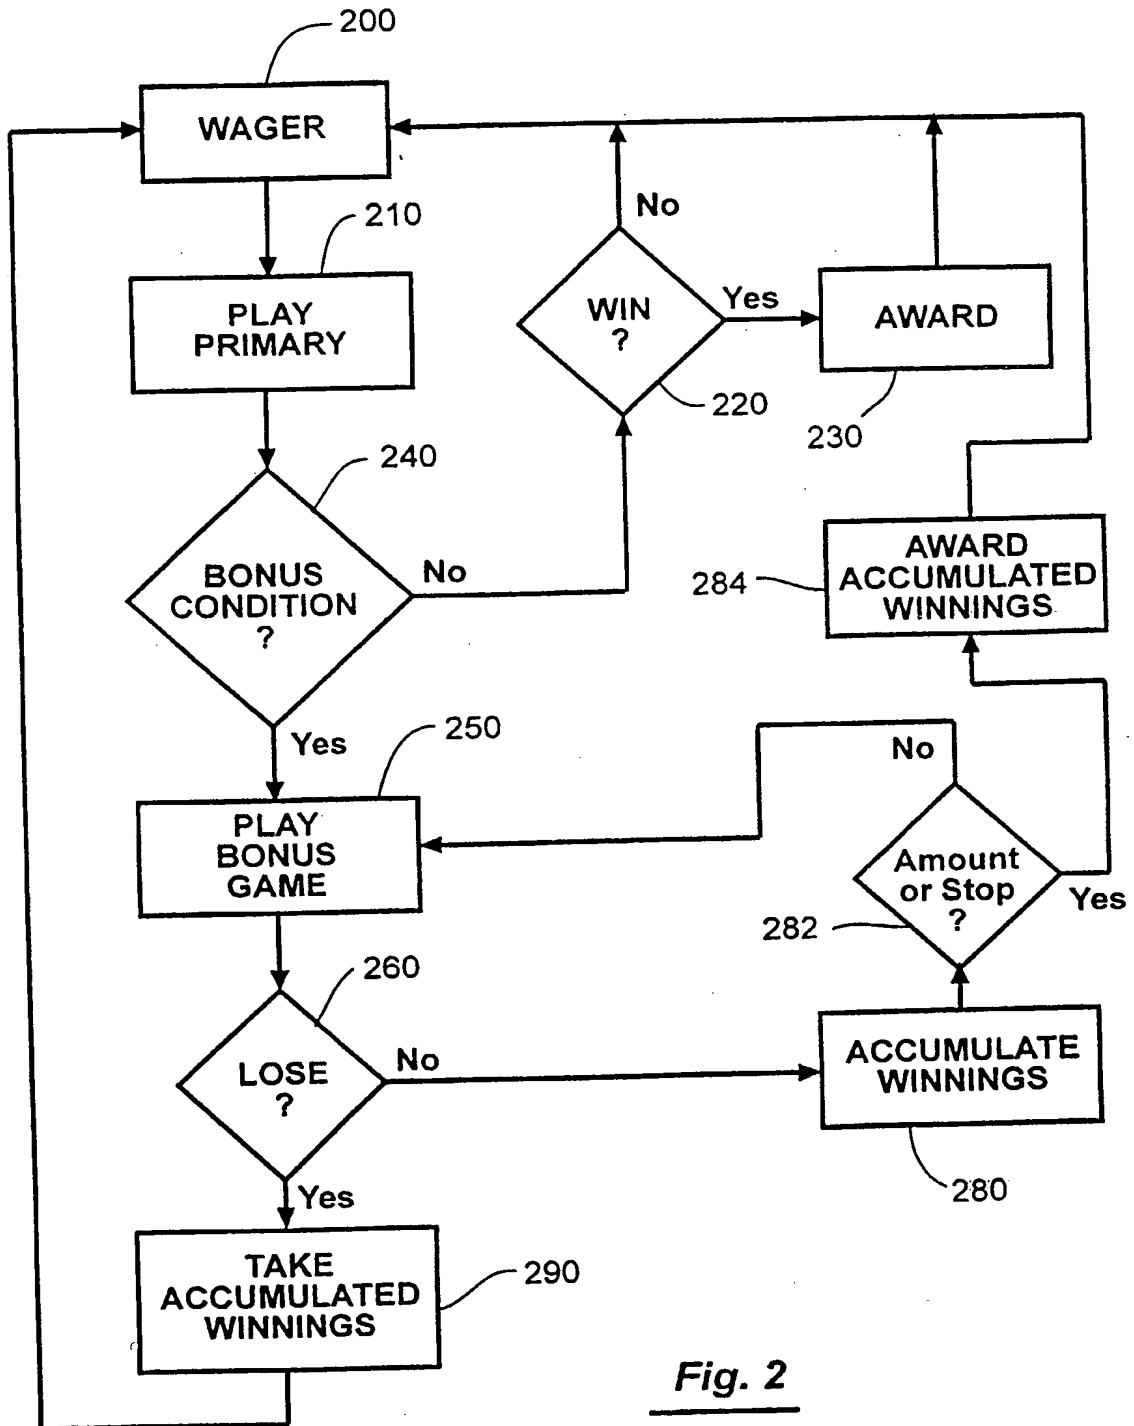 200
WAGER
210
PLAY
PRIMARY
No
WIN
?
Yes
AWARD
220
230
240
BONUS
CONDITION
?
No
Yes
AWARD
ACCUMULATED
WINNINGS
284
250
PLAY
BONUS
GAME
No
Amount
or Stop
?
Yes
282
260
LOSE
?
No
Yes
ACCUMULATE
WINNINGS
280
TAKE
ACCUMULATED
WINNINGS
290
Fig. 2